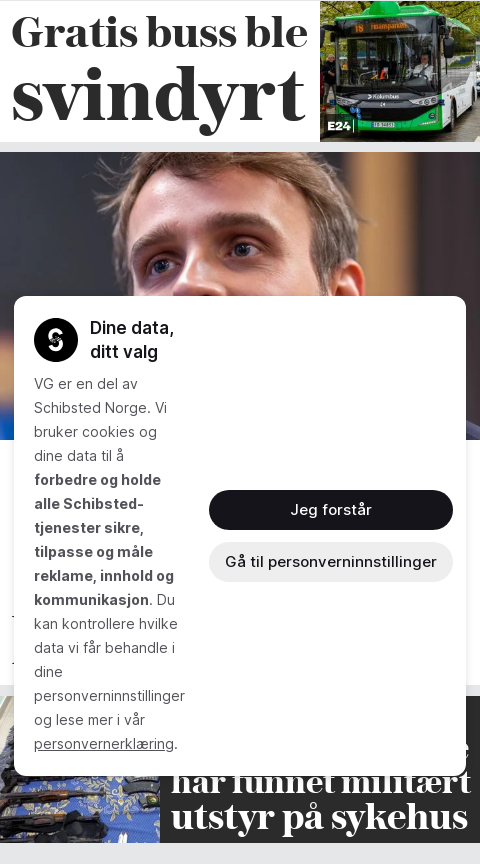 Gratis buss ble
svindyrt
18 Finnøyparken
Kolumbus
E24
Dine data,
ditt valg
VG er en del av
Schibsted Norge. Vi
bruker cookies og
dine data til å
forbedre og holde
alle Schibsted-
tjenester sikre,
tilpasse og måle
reklame, innhold og
kommunikasjon. Du
kan kontrollere hvilke
data vi får behandle i
dine
personverninnstillinger
og lese mer i vår
personvernerklæring.
Jeg forstår
Gå til personverninnstillinger
har funnet militært
utstyr på sykehus